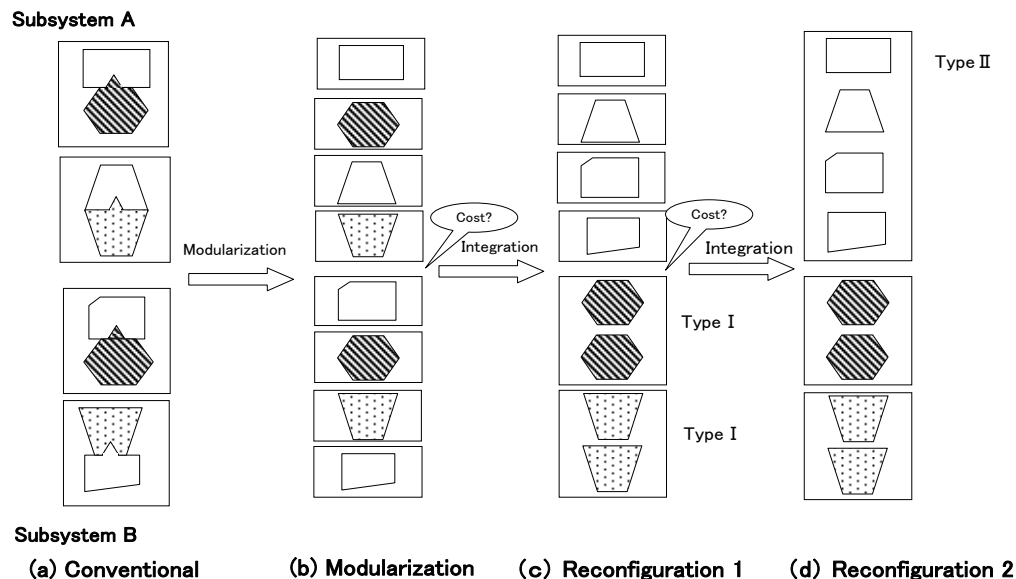 Subsystem A
Type Ⅱ
Cost?
Cost?
Modularization
Integration
Integration
Type Ⅰ
Type Ⅰ
Subsystem B
(a) Conventional
(b) Modularization
(c) Reconfiguration 1
(d) Reconfiguration 2